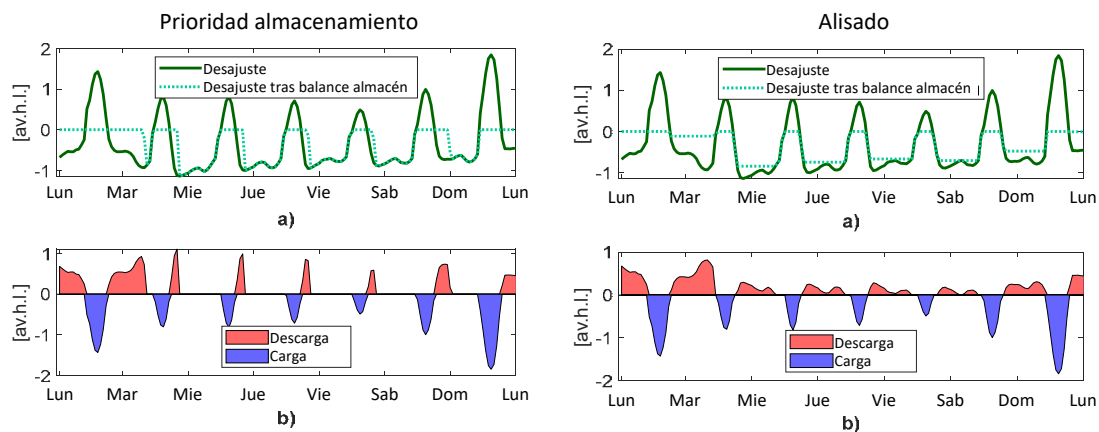 Prioridad almacenamiento
[av.h.l.]
2
1
0
-1
Desajuste
Desajuste tras balance almacén
Lun Mar Mie Jue Vie Sab Dom Lun
a)
[av.h.l.]
1
0
-1
-2
Descarga
Carga
Lun Mar Mie Jue Vie Sab Dom Lun
b)
Alisado
[av.h.l.]
2
1
0
-1
Desajuste
Desajuste tras balance almacén
Lun Mar Mie Jue Vie Sab Dom Lun
a)
[av.h.l.]
1
0
-1
-2
Descarga
Carga
Lun Mar Mie Jue Vie Sab Dom Lun
b)